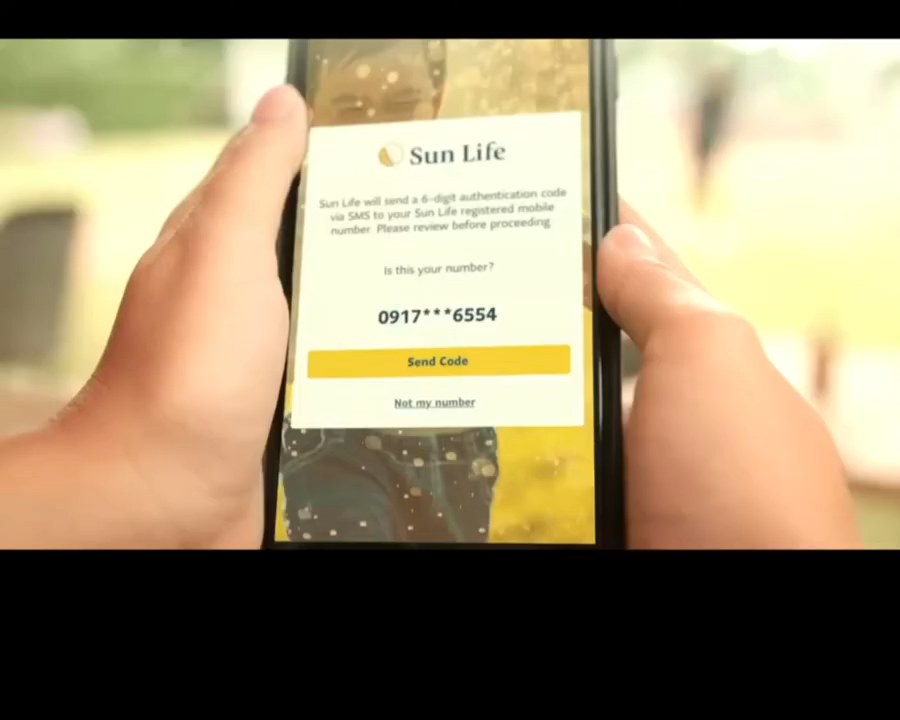 Sun Life
Sun Life will send a 6-digit authentication code
via SMS to your Sun Life registered mobile
number. Please review before proceeding.
Is this your number?
0917***6554
Send Code
Not my number